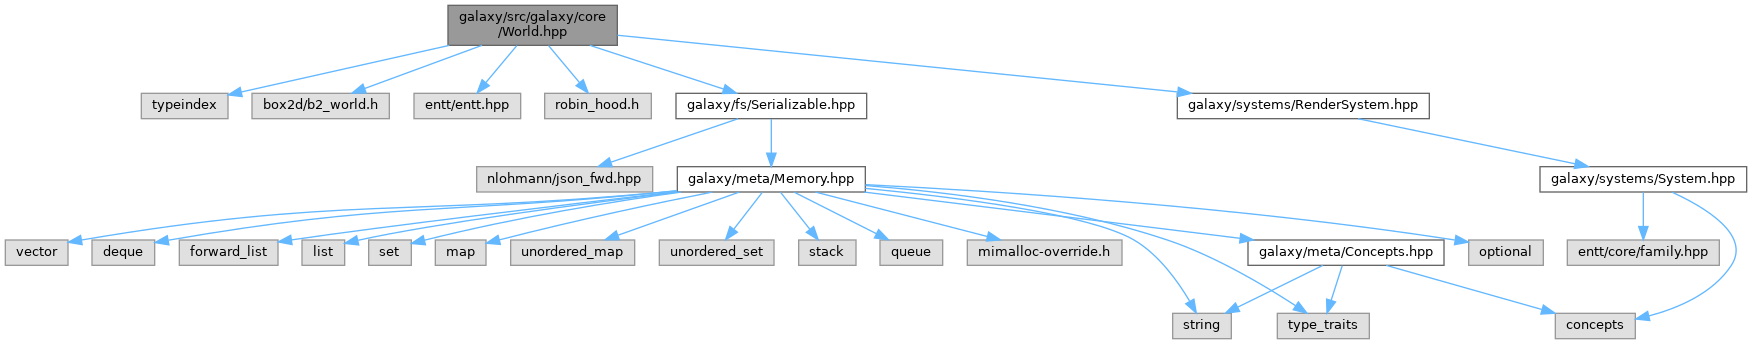 galaxy/src/galaxy/core
/World.hpp
typeindex
box2d/b2_world.h
entt/entt.hpp
robin_hood.h
galaxy/fs/Serializable.hpp
galaxy/systems/RenderSystem.hpp
nlohmann/json_fwd.hpp
galaxy/meta/Memory.hpp
galaxy/systems/System.hpp
vector
deque
forward_list
list
set
map
unordered_map
unordered_set
stack
queue
mimalloc-override.h
galaxy/meta/Concepts.hpp
optional
entt/core/family.hpp
string
type_traits
concepts